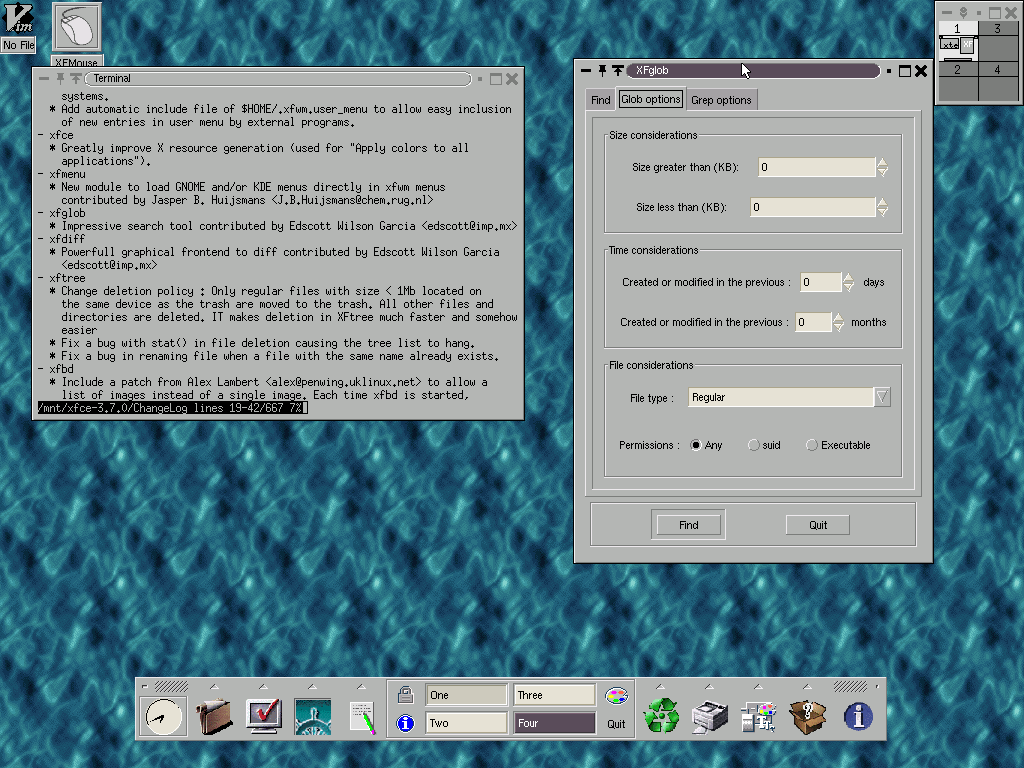 Vim
No File
XFMouse
Terminal
systems.
* Add automatic include file of $HOME/.xfwm.user_menu to allow easy inclusion
of new entries in user menu by external programs.
- xfce
* Greatly improve X resource generation (used for "Apply colors to all
applications").
- xfmenu
* New module to load GNOME and/or KDE menus directly in xfwm menus
contributed by Jasper B. Huijsmans <J.B.Huijsmans@chem.rug.nl>
- xfglob
* Impressive search tool contributed by Edscott Wilson Garcia <edscott@imp.mx>
- xfdiff
* Powerfull graphical frontend to diff contributed by Edscott Wilson Garcia
<edscott@imp.mx>
- xftree
* Change deletion policy : Only regular files with size < 1Mb located on
the same device as the trash are moved to the trash. All other files and
directories are deleted. IT makes deletion in XFtree much faster and somehow
easier
* Fix a bug with stat() in file deletion causing the tree list to hang.
* Fix a bug in renaming file when a file with the same name already exists.
- xfbd
* Include a patch from Alex Lambert <alex@penwing.uklinux.net> to allow a
list of images instead of a single image. Each time xfbd is started,
/mnt/xfce-3.7.0/ChangeLog lines 19-42/667 7%
XFglob
Find
Glob options
Grep options
Size considerations
Size greater than (KB):
0
Size less than (KB):
0
Time considerations
Created or modified in the previous :
0
days
Created or modified in the previous :
0
months
File considerations
File type :
Regular
Permissions :
Any
suid
Executable
Find
Quit
1
3
xte
XF
2
4
One
Three
Two
Four
Quit